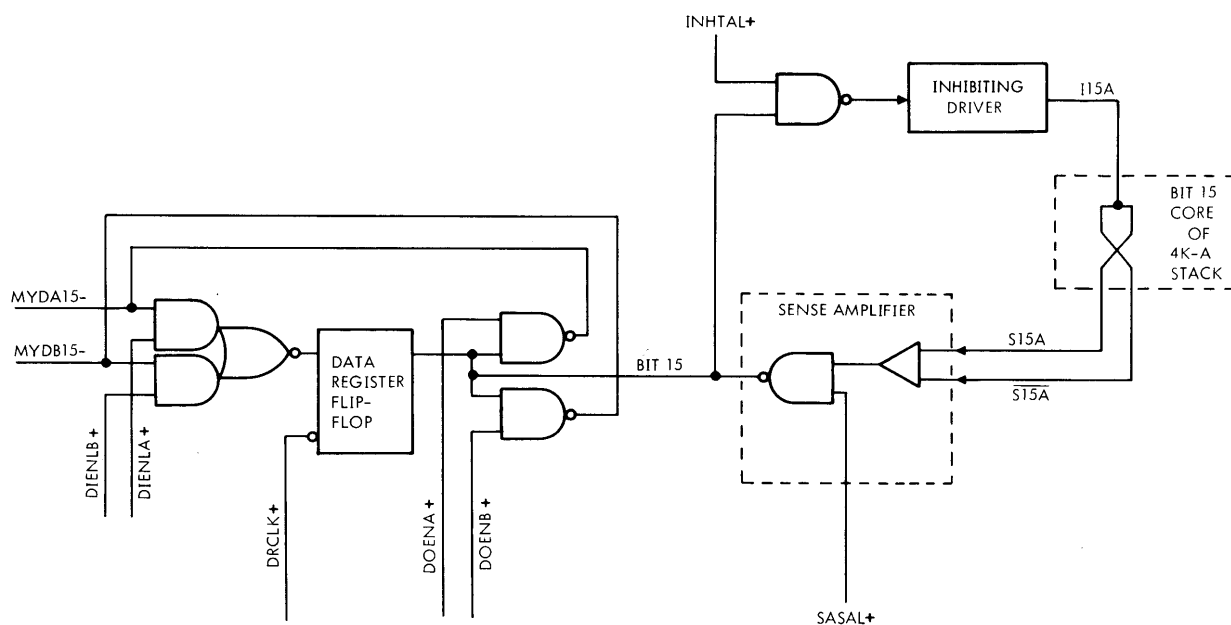 INHTAL+
INHIBITING
DRIVER
I15A
BIT 15
CORE
OF
4K-A
STACK
SENSE AMPLIFIER
MYDA15-
MYDB15-
DATA
REGISTER
FLIP-
FLOP
BIT 15
S15A
S15A
DIENLB+
DIENLA+
DRCLK+
DOENA+
DOENB+
SASAL+